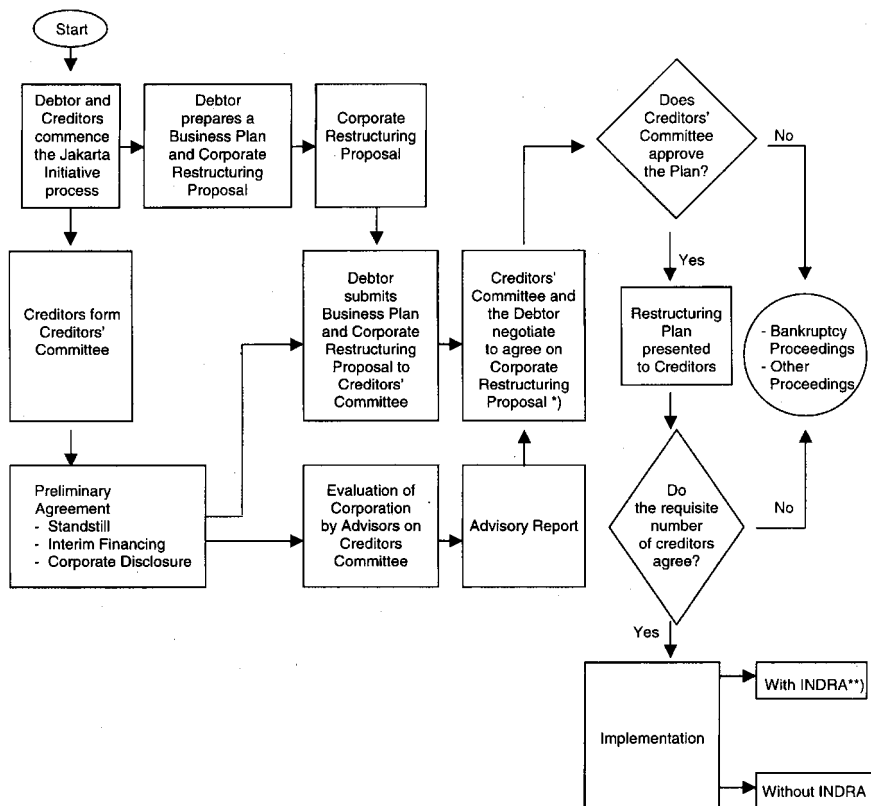 Start
Debtor and
Creditors
commence
the Jakarta
Initiative
process
Debtor
prepares a
Business Plan
and Corporate
Restructuring
Proposal
Corporate
Restructuring
Proposal
Does
Creditors'
Committee
approve
the Plan?
No
Yes
Creditors form
Creditors'
Committee
Debtor
submits
Business Plan
and Corporate
Restructuring
Proposal to
Creditors'
Committee
Creditors'
Committee and
the Debtor
negotiate
to agree on
Corporate
Restructuring
Proposal *)
Restructuring
Plan
presented
to Creditors
- Bankruptcy
Proceedings
- Other
Proceedings
Preliminary
Agreement
- Standstill
- Interim Financing
- Corporate Disclosure
Evaluation of
Corporation
by Advisors on
Creditors
Committee
Advisory Report
Do
the requisite
number
of creditors
agree?
No
Yes
Implementation
With INDRA**)
Without INDRA